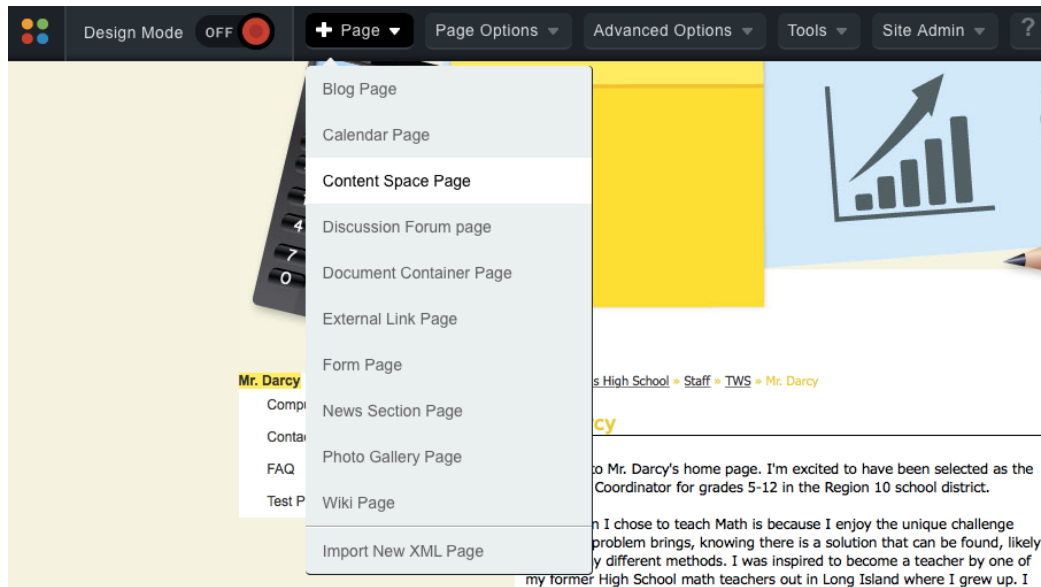 Design Mode OFF + Page Page Options Advanced Options Tools Site Admin ?
Blog Page
Calendar Page
Content Space Page
Discussion Forum page
Document Container Page
External Link Page
Form Page
News Section Page
Photo Gallery Page
Wiki Page
Import New XML Page
4
7
0
Mr. Darcy
FAQ
High School » Staff » TWS » Mr. Darcy
to Mr. Darcy's home page. I'm excited to have been selected as the
Coordinator for grades 5-12 in the Region 10 school district.
I chose to teach Math is because I enjoy the unique challenge
problem brings, knowing there is a solution that can be found, likely
different methods. I was inspired to become a teacher by one of
my former High School math teachers out in Long Island where I grew up. I